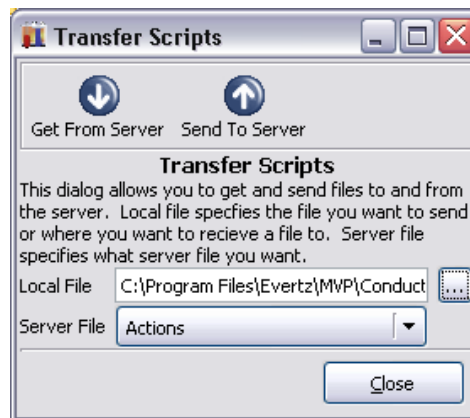 Transfer Scripts
Get From Server Send To Server
Transfer Scripts
This dialog allows you to get and send files to and from
the server. Local file specfies the file you want to send
or where you want to recieve a file to. Server file
specifies what server file you want.
Local File C:\Program Files\Evertz\MVP\Conduct ...
Server File Actions
Close